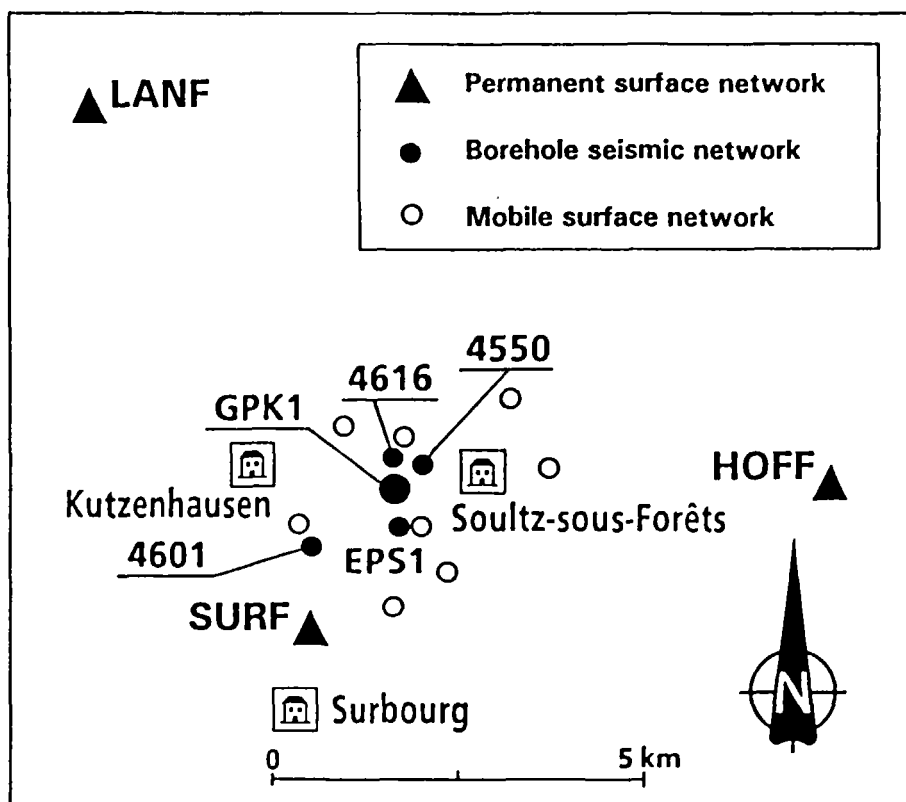 LANF
Permanent surface network
Borehole seismic network
Mobile surface network
4550
4616
GPK1
HOFF
Kutzenhausen
Soultz-sous-Forêts
4601
EPS1
SURF
N
Surbourg
0
5 km